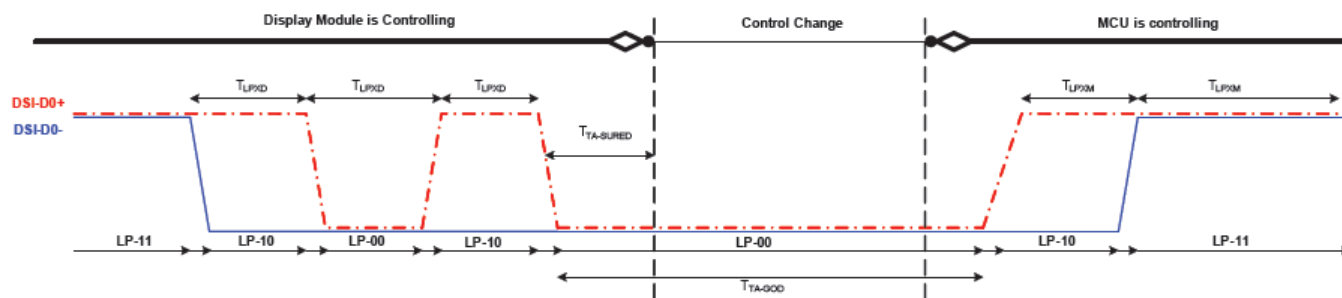 Display Module is Controlling Control Change MCU is controlling
TLPXD TLPXD TLPXD TLPXM TLPXM
DSI-D0+
DSI-D0-
TTA-SURED
LP-11 LP-10 LP-00 LP-10 LP-00 LP-10 LP-11
TTA-GOD